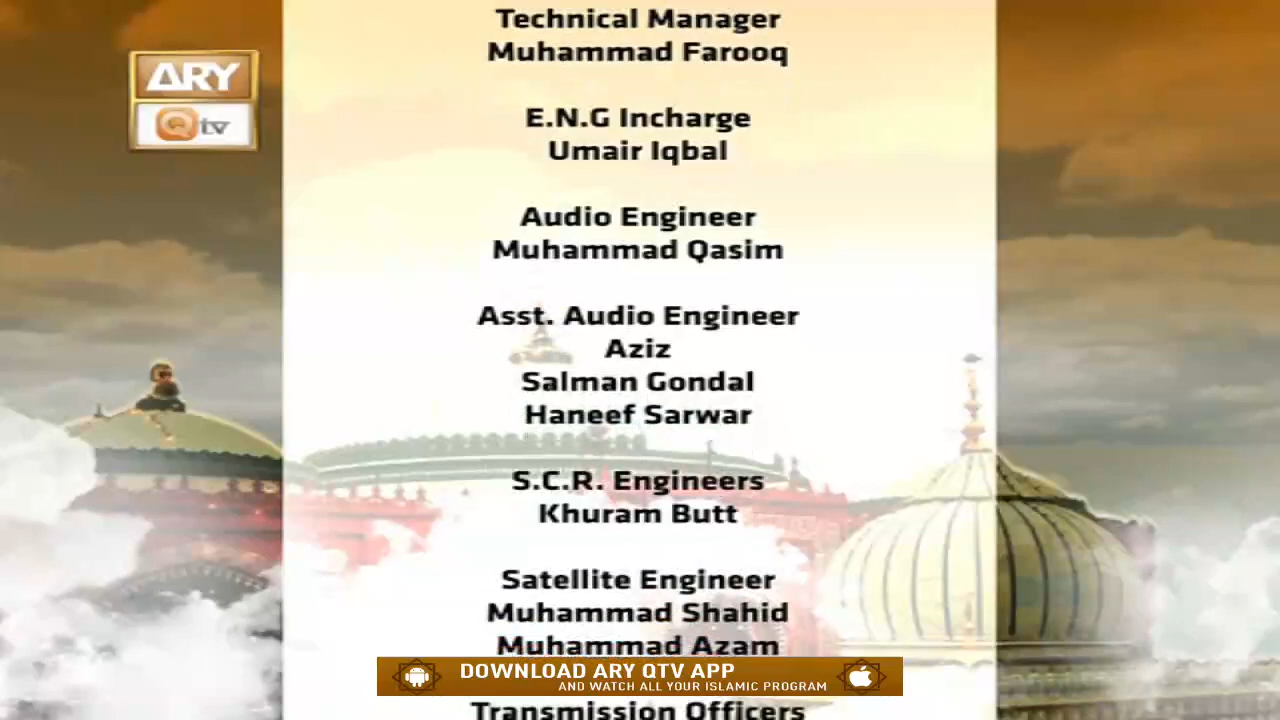 Technical Manager
Muhammad Farooq
ARY
Qtv
E.N.G Incharge
Umair Iqbal
Audio Engineer
Muhammad Qasim
Asst. Audio Engineer
Aziz
Salman Gondal
Haneef Sarwar
S.C.R. Engineers
Khuram Butt
Satellite Engineer
Muhammad Shahid
Muhammad Azam
DOWNLOAD ARY QTV APP
AND WATCH ALL YOUR ISLAMIC PROGRAM
Transmission Officers